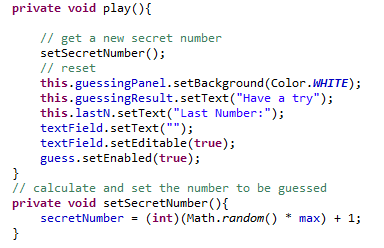 private void play(){
// get a new secret number
setSecretNumber();
// reset
this.guessingPanel.setBackground(Color.WHITE);
this.guessingResult.setText("Have a try");
this.lastN.setText("Last Number:");
textField.setText("");
textField.setEditable(true);
guess.setEnabled(true);
}
// calculate and set the number to be guessed
private void setSecretNumber(){
secretNumber = (int)(Math.random() * max) + 1;
}